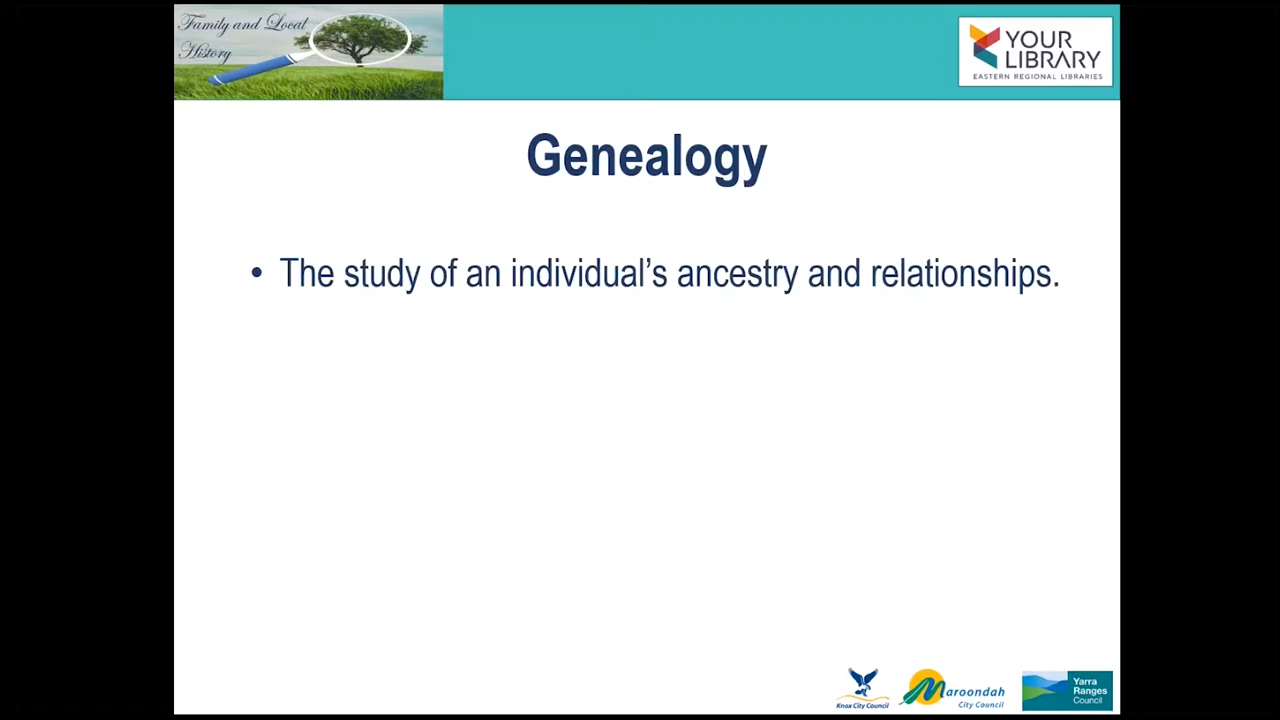 Family and Local
History
YOUR
LIBRARY
EASTERN REGIONAL LIBRARIES
Genealogy
• The study of an individual’s ancestry and relationships.
Knox City Council
Maroondah
City Council
Yarra
Ranges
Council